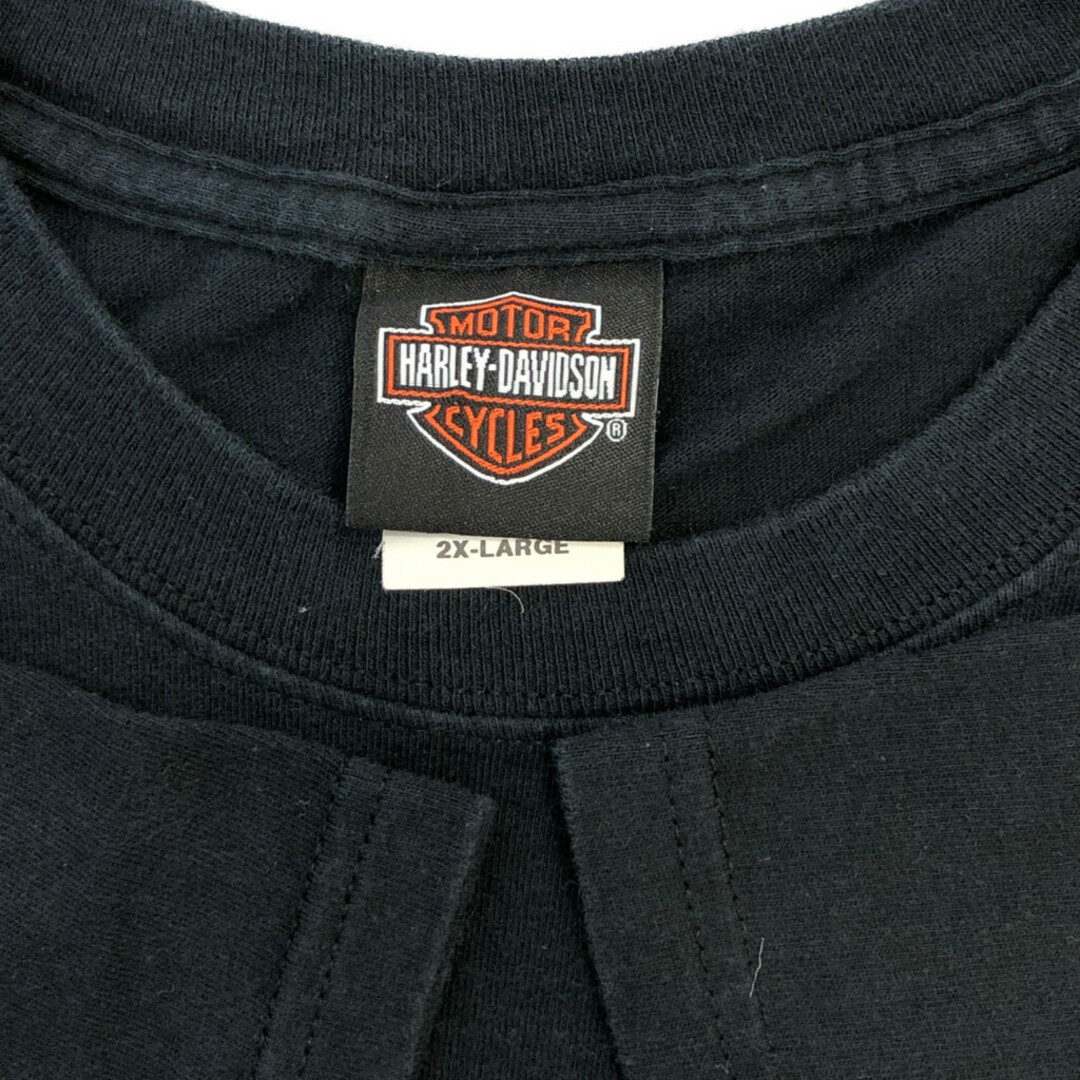 MOTOR
HARLEY-DAVIDSON
CYCLES
®
2X-LARGE